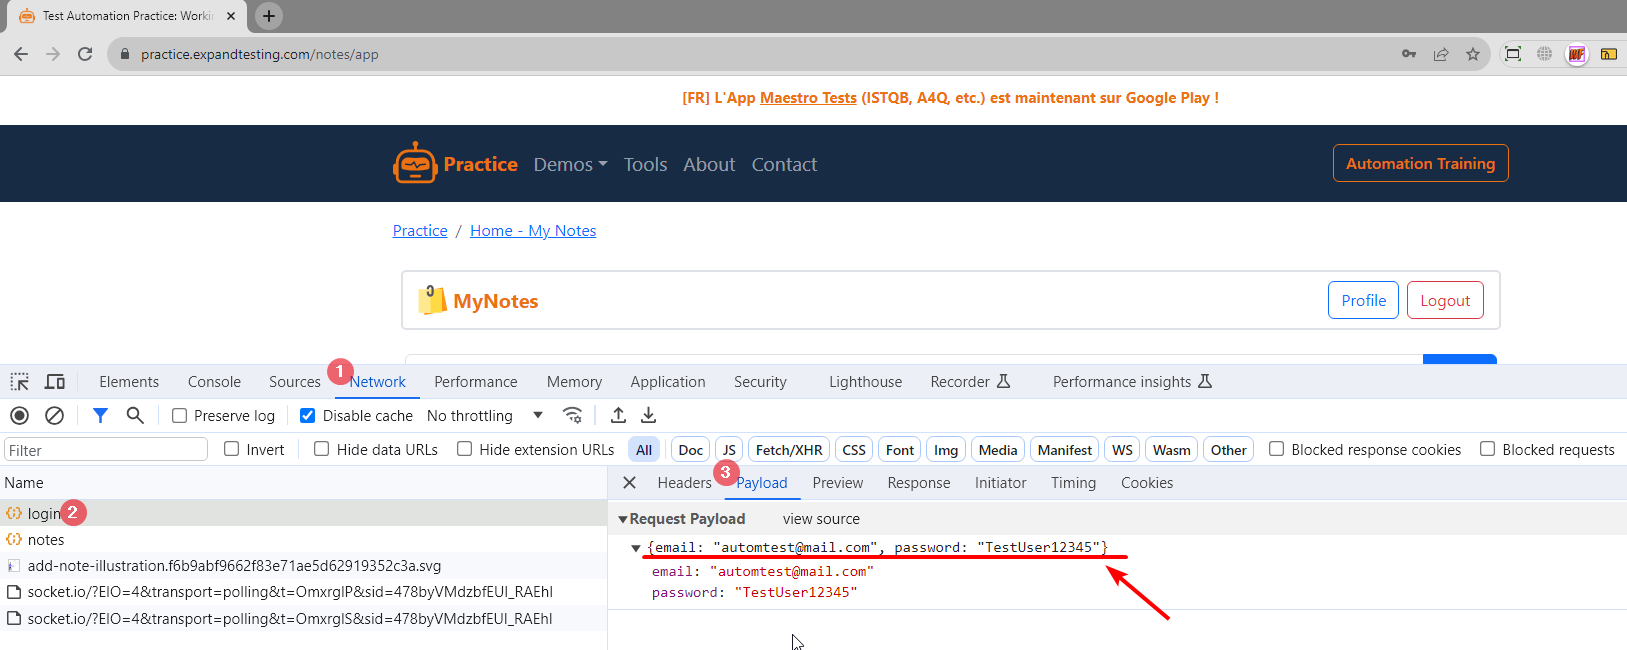 Test Automation Practice: Workin
practice.expandtesting.com/notes/app
[FR] L'App Maestro Tests (ISTQB, A4Q, etc.) est maintenant sur Google Play !
Practice Demos Tools About Contact Automation Training
Practice / Home - My Notes
MyNotes Profile Logout
Elements Console Sources 1 Network Performance Memory Application Security Lighthouse Recorder Performance insights
Preserve log Disable cache No throttling
Filter Invert Hide data URLs Hide extension URLs All Doc JS Fetch/XHR CSS Font Img Media Manifest WS Wasm Other Blocked response cookies Blocked requests
Name
3 Headers Payload Preview Response Initiator Timing Cookies
login 2
Request Payload view source
notes
{email: "automtest@mail.com", password: "TestUser12345"}
add-note-illustration.f6b9abf9662f83e71ae5d62919352c3a.svg
email: "automtest@mail.com"
socket.io/?EIO=4&transport=polling&t=OmxrgIP&sid=478byVMdzbfEUI_RAEhI
password: "TestUser12345"
socket.io/?EIO=4&transport=polling&t=OmxrgIS&sid=478byVMdzbfEUI_RAEhI